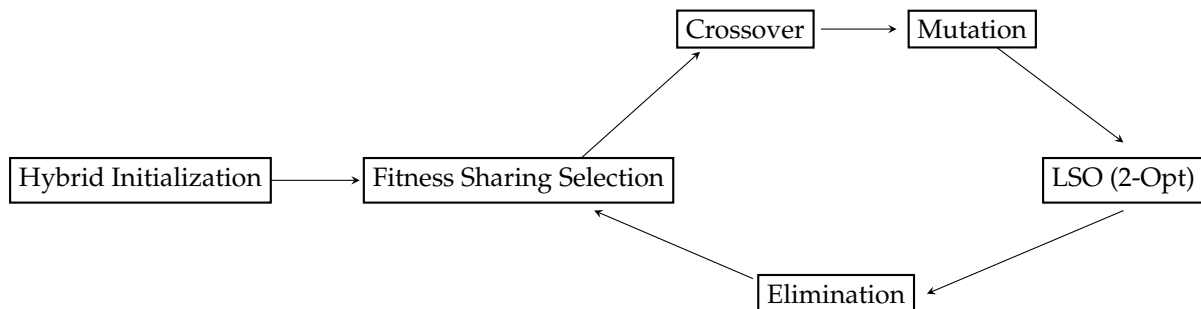 Crossover
Mutation
Hybrid Initialization
Fitness Sharing Selection
LSO (2-Opt)
Elimination